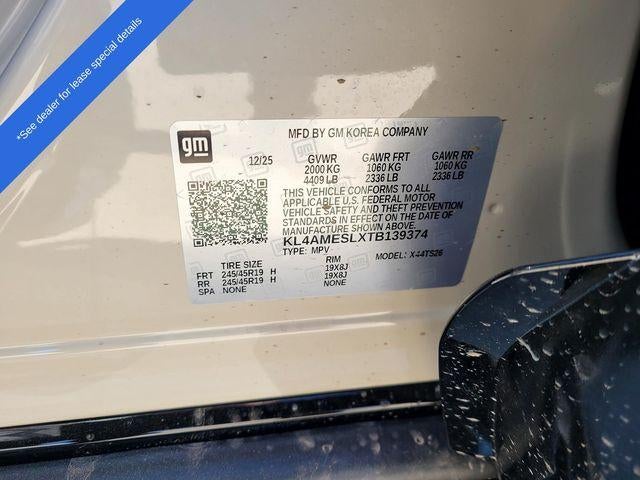 *See dealer for lease special details
gm
MFD BY GM KOREA COMPANY
12/25 GVWR GAWR FRT GAWR RR
2000 KG 1060 KG 1060 KG
4409 LB 2336 LB 2336 LB
THIS VEHICLE CONFORMS TO ALL
APPLICABLE U.S. FEDERAL MOTOR
VEHICLE SAFETY AND THEFT PREVENTION
STANDARDS IN EFFECT ON THE DATE OF
MANUFACTURE SHOWN ABOVE.
KL4AMESLXTB139374
TYPE: MPV MODEL: X44TS26
TIRE SIZE RIM
FRT 245/45R19 H 19X8J
RR 245/45R19 H 19X8J
SPA NONE NONE